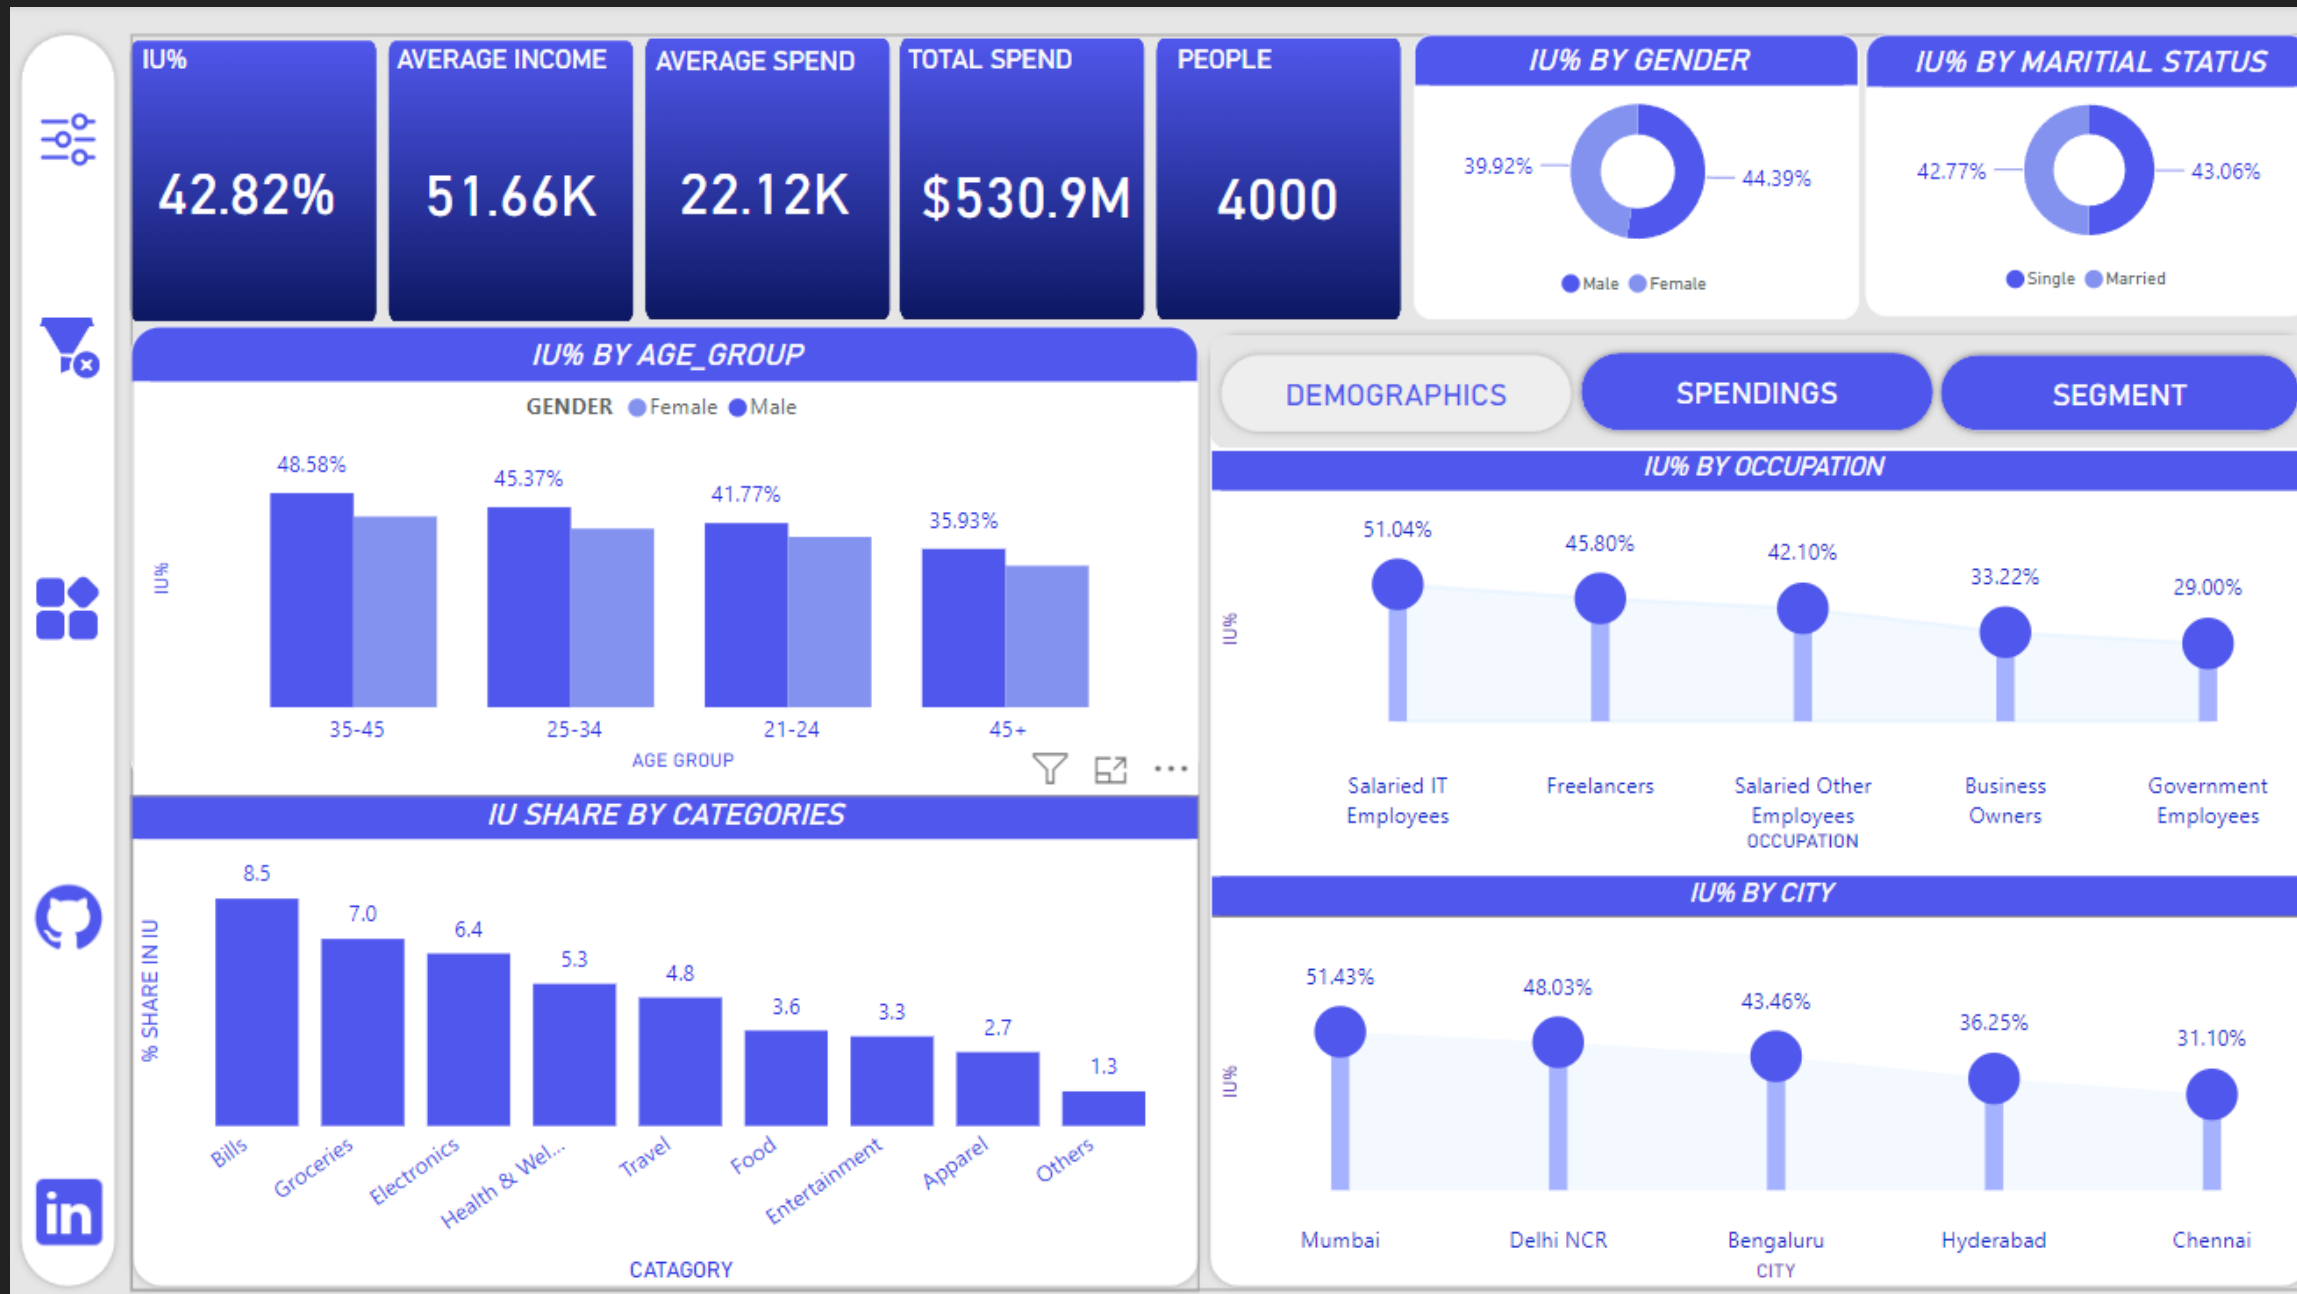 IU%
42.82%
AVERAGE INCOME
51.66K
AVERAGE SPEND
22.12K
TOTAL SPEND
$530.9M
PEOPLE
4000
IU% BY GENDER
39.92%
44.39%
Male Female
IU% BY MARITIAL STATUS
42.77%
43.06%
Single Married
IU% BY AGE_GROUP
GENDER Female Male
48.58%
45.37%
41.77%
35.93%
IU%
35-45
25-34
21-24
45+
AGE GROUP
IU SHARE BY CATEGORIES
8.5
7.0
6.4
5.3
4.8
3.6
3.3
2.7
1.3
% SHARE IN IU
Bills
Groceries
Electronics
Health & Wel...
Travel
Food
Entertainment
Apparel
Others
CATAGORY
DEMOGRAPHICS
SPENDINGS
SEGMENT
IU% BY OCCUPATION
51.04%
45.80%
42.10%
33.22%
29.00%
IU%
Salaried IT
Employees
Freelancers
Salaried Other
Employees
Business
Owners
Government
Employees
OCCUPATION
IU% BY CITY
51.43%
48.03%
43.46%
36.25%
31.10%
IU%
Mumbai
Delhi NCR
Bengaluru
Hyderabad
Chennai
CITY
in